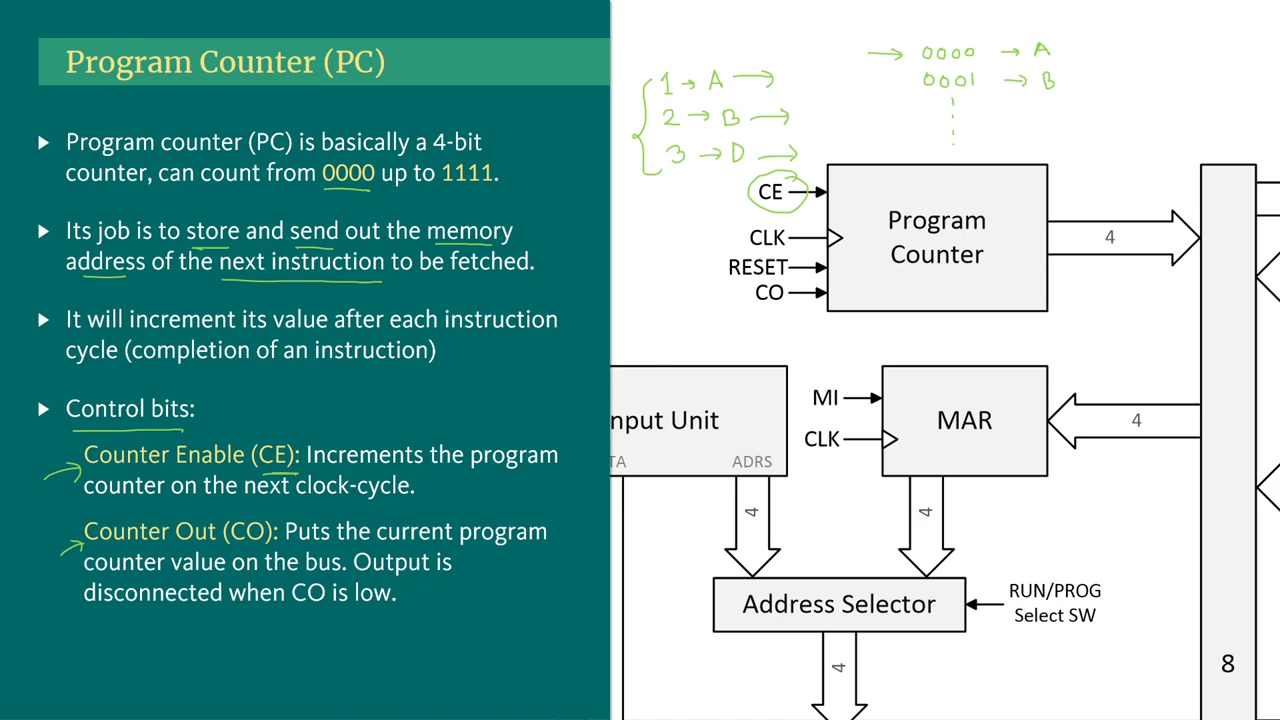 Program Counter (PC)
Program counter (PC) is basically a 4-bit
counter, can count from 0000 up to 1111.
Its job is to store and send out the memory
address of the next instruction to be fetched.
It will increment its value after each instruction
cycle (completion of an instruction)
Control bits:
Counter Enable (CE): Increments the program
counter on the next clock-cycle.
Counter Out (CO): Puts the current program
counter value on the bus. Output is
disconnected when CO is low.
→ 0000 → A
0001 → B
1 → A →
2 → B →
3 → D →
CE
CLK
RESET
CO
Program
Counter
4
nput Unit
TA
ADRS
MI
CLK
MAR
4
4
4
Address Selector
RUN/PROG
Select SW
4
8